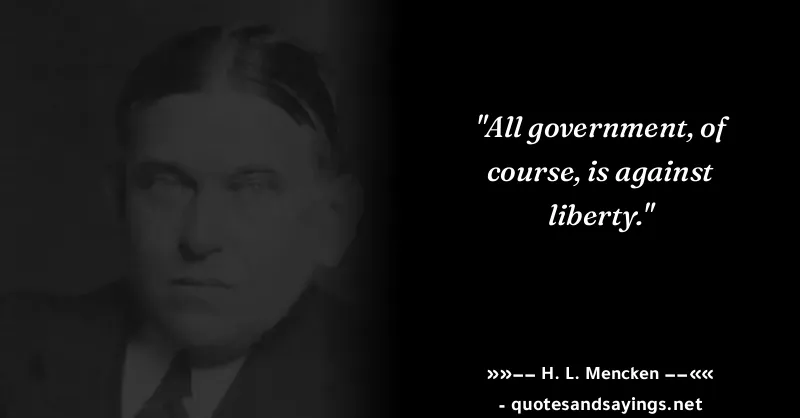 "All government, of
course, is against
liberty."
»»−− H. L. Mencken −−««
- quotesandsayings.net